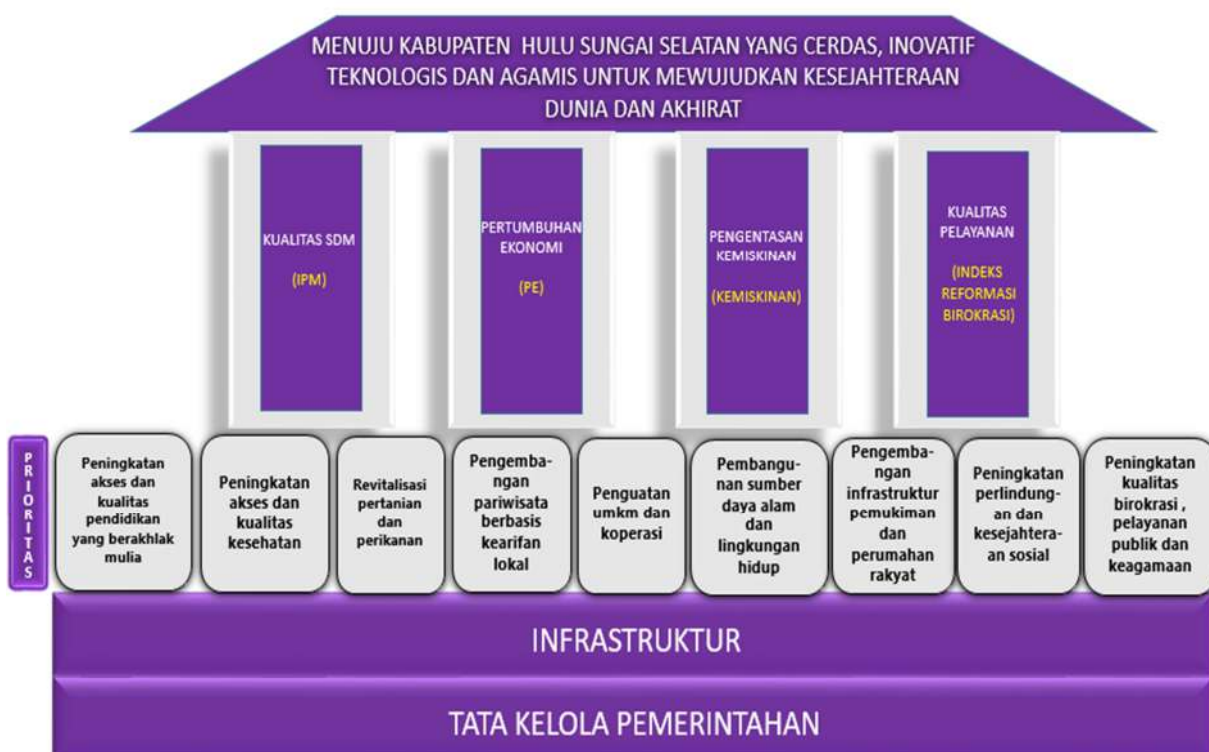 MENUJU KABUPATEN HULU SUNGAI SELATAN YANG CERDAS, INOVATIF
TEKNOLOGIS DAN AGAMIS UNTUK MEWUJUDKAN KESEJAHTERAAN
DUNIA DAN AKHIRAT
KUALITAS SDM
(IPM)
PERTUMBUHAN
EKONOMI
(PE)
PENGENTASAN
KEMISKINAN
(KEMISKINAN)
KUALITAS
PELAYANAN
(INDEKS
REFORMASI
BIROKRASI)
PRIORITAS
Peningkatan
akses dan
kualitas
pendidikan
yang berakhlak
mulia
Peningkatan
akses dan
kualitas
kesehatan
Revitalisasi
pertanian
dan
perikanan
Pengemba-
ngan
pariwisata
berbasis
kearifan
lokal
Penguatan
umkm dan
koperasi
Pembangu-
nan sumber
daya alam
dan
lingkungan
hidup
Pengemba-
ngan
infrastruktur
pemukiman
dan
perumahan
rakyat
Peningkatan
perlindung-
an dan
kesejahtera-
an sosial
Peningkatan
kualitas
birokrasi ,
pelayanan
publik dan
keagamaan
INFRASTRUKTUR
TATA KELOLA PEMERINTAHAN